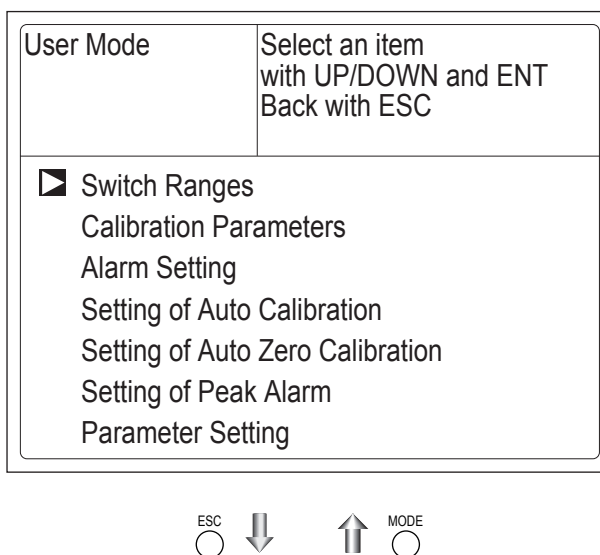 User Mode
Select an item
with UP/DOWN and ENT
Back with ESC
Switch Ranges
Calibration Parameters
Alarm Setting
Setting of Auto Calibration
Setting of Auto Zero Calibration
Setting of Peak Alarm
Parameter Setting
ESC
MODE